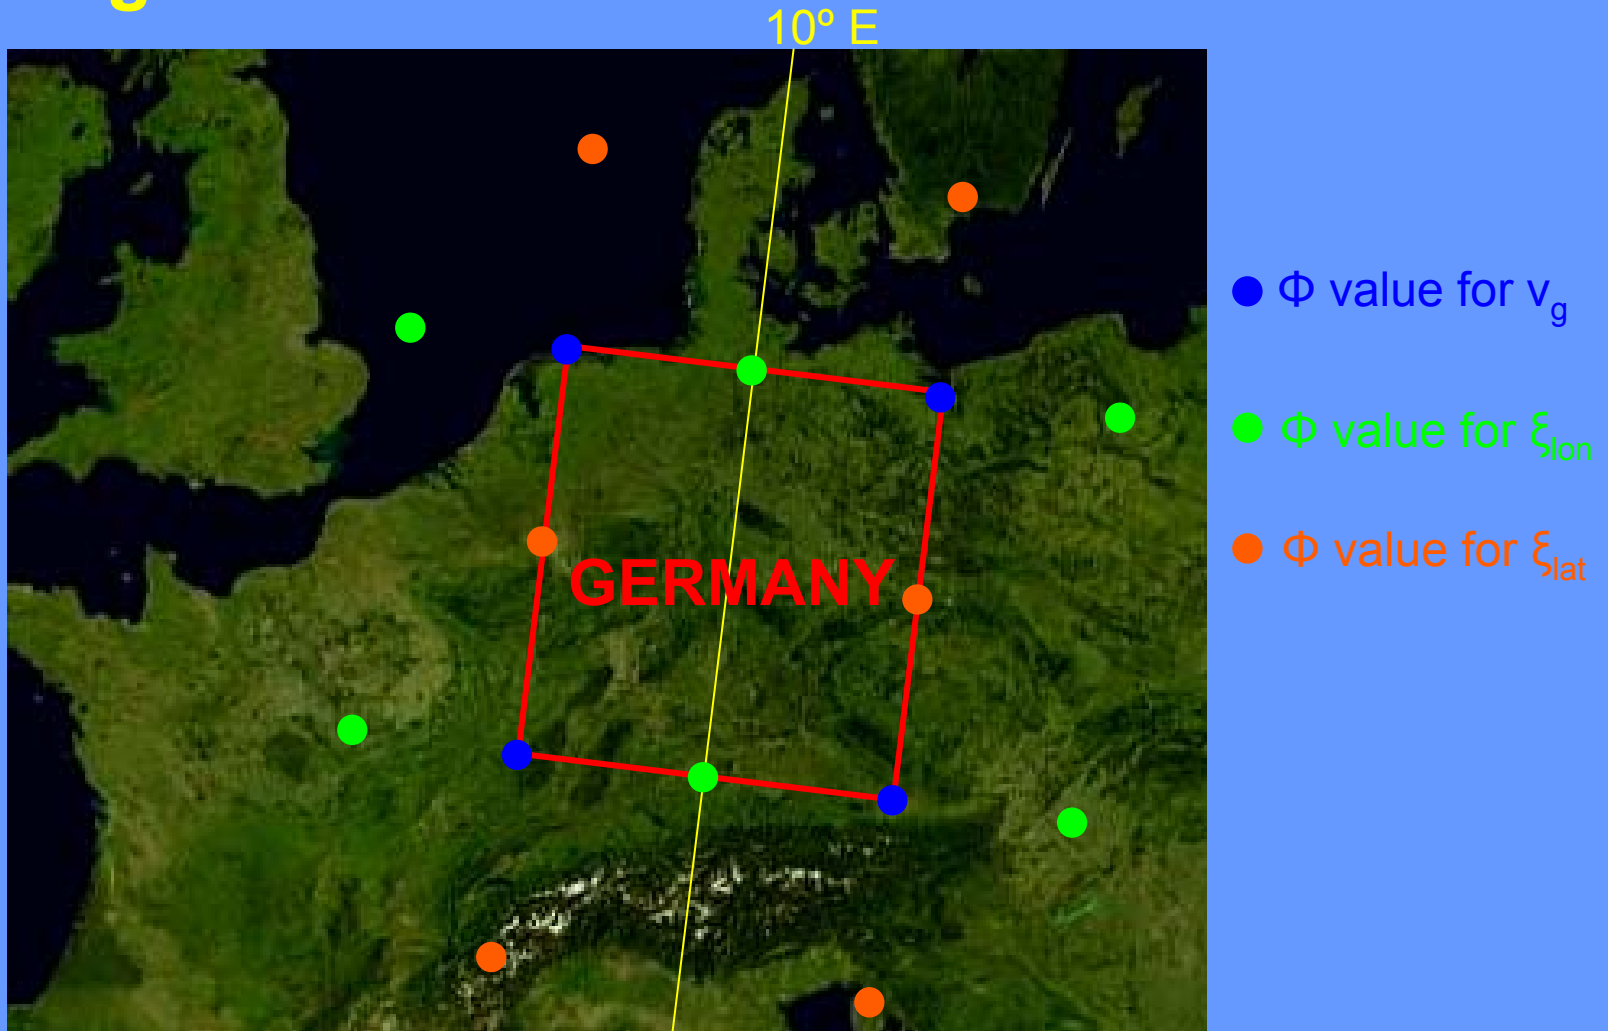 10º E
Φ value for vg
Φ value for ξlon
GERMANY
Φ value for ξlat